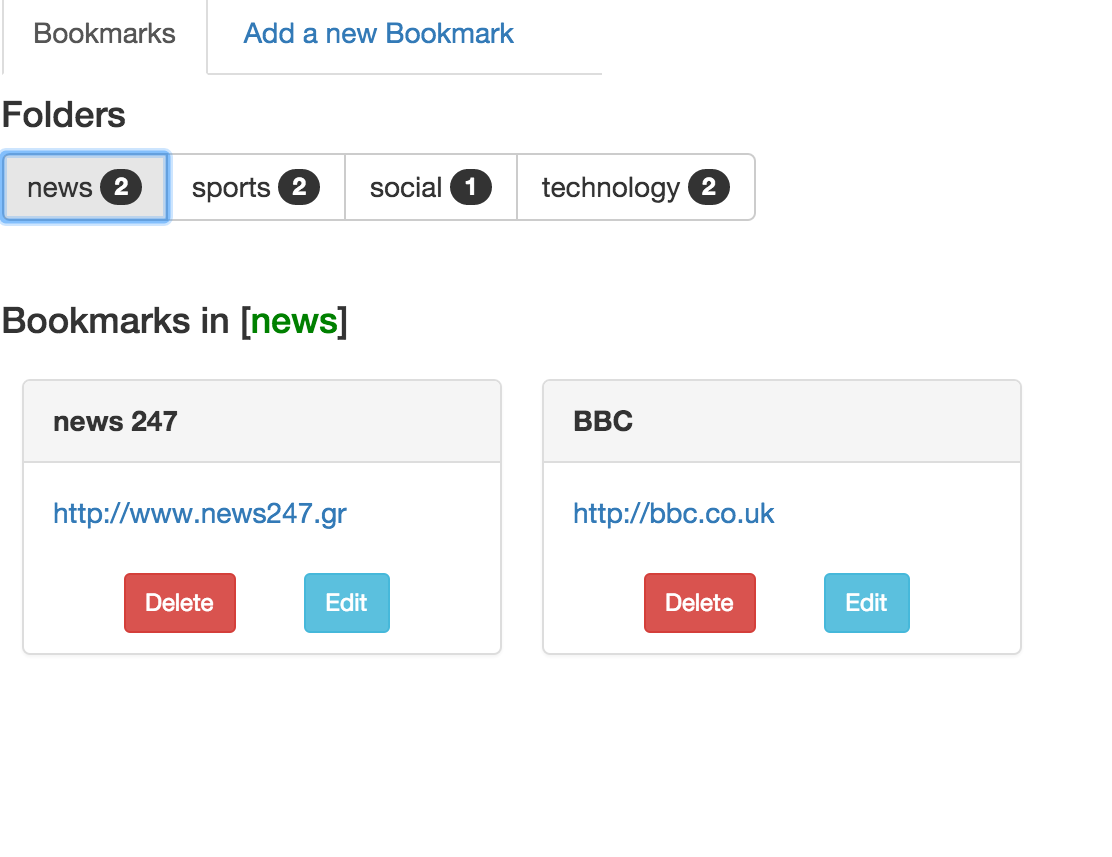 Bookmarks Add a new Bookmark
Folders
news 2 sports 2 social 1 technology 2
Bookmarks in [news]
news 247 BBC
http://www.news247.gr http://bbc.co.uk
Delete Edit Delete Edit